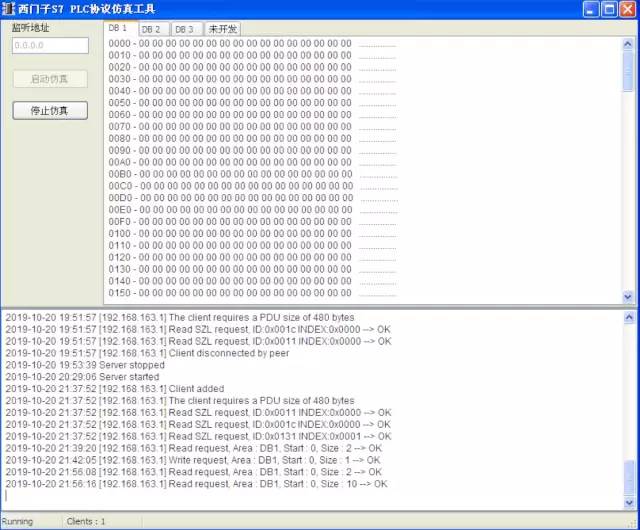 西门子S7 PLC协议仿真工具
监听地址
0.0.0.0
启动仿真
停止仿真
DB 1
DB 2
DB 3
未开发
0000 - 00 00 00 00 00 00 00 00 00 00 00 00 00 00 00 00 ................
0010 - 00 00 00 00 00 00 00 00 00 00 00 00 00 00 00 00 ................
0020 - 00 00 00 00 00 00 00 00 00 00 00 00 00 00 00 00 ................
0030 - 00 00 00 00 00 00 00 00 00 00 00 00 00 00 00 00 ................
0040 - 00 00 00 00 00 00 00 00 00 00 00 00 00 00 00 00 ................
0050 - 00 00 00 00 00 00 00 00 00 00 00 00 00 00 00 00 ................
0060 - 00 00 00 00 00 00 00 00 00 00 00 00 00 00 00 00 ................
0070 - 00 00 00 00 00 00 00 00 00 00 00 00 00 00 00 00 ................
0080 - 00 00 00 00 00 00 00 00 00 00 00 00 00 00 00 00 ................
0090 - 00 00 00 00 00 00 00 00 00 00 00 00 00 00 00 00 ................
00A0 - 00 00 00 00 00 00 00 00 00 00 00 00 00 00 00 00 ................
00B0 - 00 00 00 00 00 00 00 00 00 00 00 00 00 00 00 00 ................
00C0 - 00 00 00 00 00 00 00 00 00 00 00 00 00 00 00 00 ................
00D0 - 00 00 00 00 00 00 00 00 00 00 00 00 00 00 00 00 ................
00E0 - 00 00 00 00 00 00 00 00 00 00 00 00 00 00 00 00 ................
00F0 - 00 00 00 00 00 00 00 00 00 00 00 00 00 00 00 00 ................
0100 - 00 00 00 00 00 00 00 00 00 00 00 00 00 00 00 00 ................
0110 - 00 00 00 00 00 00 00 00 00 00 00 00 00 00 00 00 ................
0120 - 00 00 00 00 00 00 00 00 00 00 00 00 00 00 00 00 ................
0130 - 00 00 00 00 00 00 00 00 00 00 00 00 00 00 00 00 ................
0140 - 00 00 00 00 00 00 00 00 00 00 00 00 00 00 00 00 ................
0150 - 00 00 00 00 00 00 00 00 00 00 00 00 00 00 00 00 ................
2019-10-20 19:51:57 [192.168.163.1] The client requires a PDU size of 480 bytes
2019-10-20 19:51:57 [192.168.163.1] Read SZL request, ID:0x001c INDEX:0x0000 --> OK
2019-10-20 19:51:57 [192.168.163.1] Read SZL request, ID:0x0011 INDEX:0x0000 --> OK
2019-10-20 19:51:57 [192.168.163.1] Client disconnected by peer
2019-10-20 19:53:39 Server stopped
2019-10-20 20:29:06 Server started
2019-10-20 21:37:52 [192.168.163.1] Client added
2019-10-20 21:37:52 [192.168.163.1] The client requires a PDU size of 480 bytes
2019-10-20 21:37:52 [192.168.163.1] Read SZL request, ID:0x0011 INDEX:0x0000 --> OK
2019-10-20 21:37:52 [192.168.163.1] Read SZL request, ID:0x001c INDEX:0x0000 --> OK
2019-10-20 21:37:52 [192.168.163.1] Read SZL request, ID:0x0131 INDEX:0x0001 --> OK
2019-10-20 21:39:20 [192.168.163.1] Read request, Area : DB1, Start : 0, Size : 2 --> OK
2019-10-20 21:42:05 [192.168.163.1] Write request, Area : DB1, Start : 0, Size : 1 --> OK
2019-10-20 21:56:08 [192.168.163.1] Read request, Area : DB1, Start : 0, Size : 2 --> OK
2019-10-20 21:56:16 [192.168.163.1] Read request, Area : DB1, Start : 0, Size : 10 --> OK
Running
Clients : 1